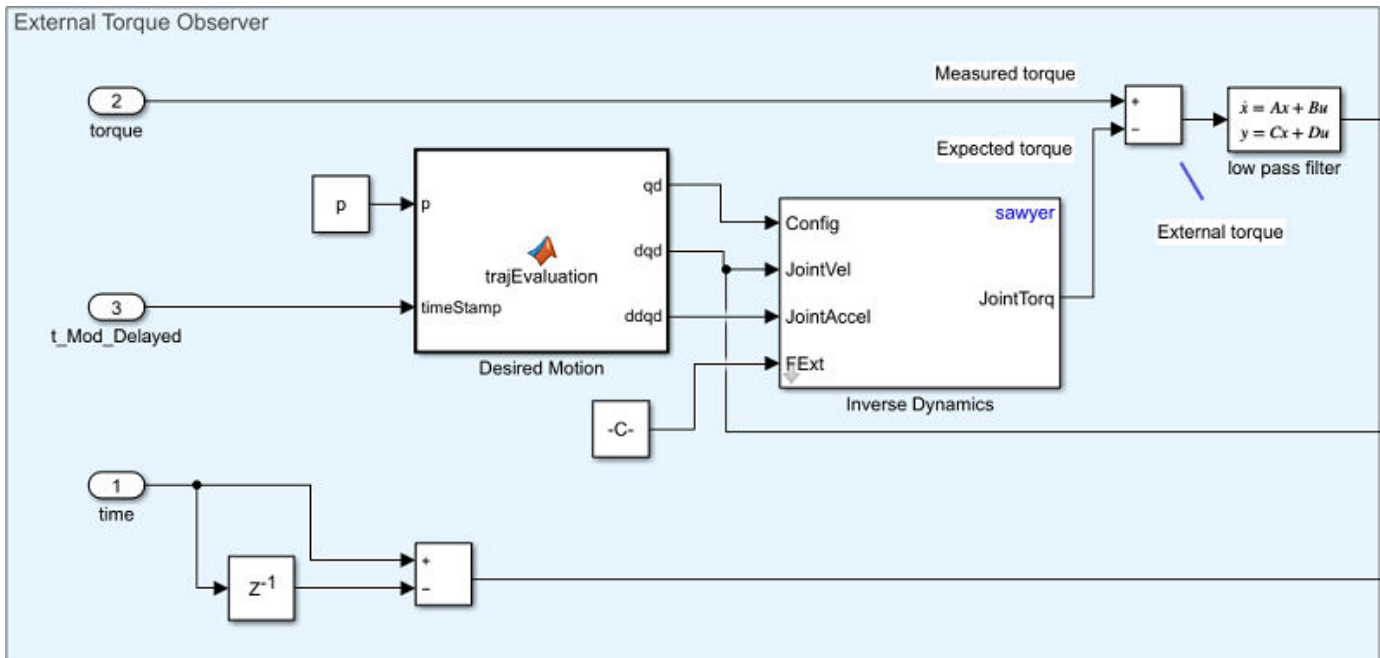 External Torque Observer
2
torque
Measured torque
+
−
ẋ = Ax + Bu
y = Cx + Du
low pass filter
Expected torque
External torque
p
p
timeStamp
trajEvaluation
qd
dqd
ddqd
Desired Motion
3
t_Mod_Delayed
sawyer
Config
JointVel
JointAccel
FExt
JointTorq
Inverse Dynamics
-C-
1
time
Z-1
+
−